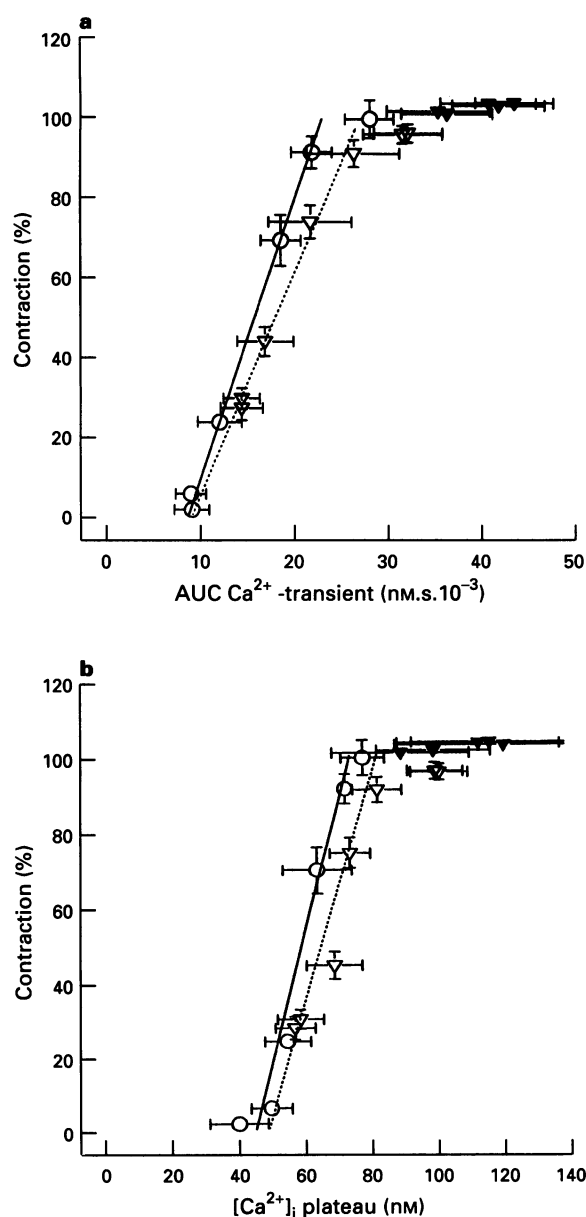 a
120
100
80
60
40
20
0
Contraction (%)
0 10 20 30 40 50
AUC Ca²⁺ -transient (nM.s.10⁻³)
b
120
100
80
60
40
20
0
Contraction (%)
0 20 40 60 80 100 120 140
[Ca²⁺]ᵢ plateau (nM)